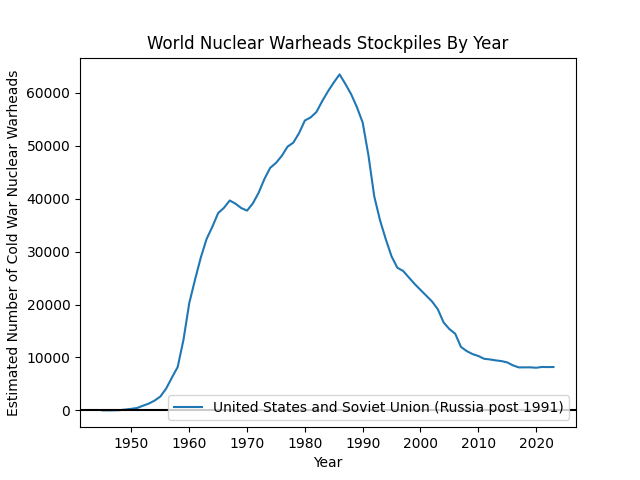 World Nuclear Warheads Stockpiles By Year
Estimated Number of Cold War Nuclear Warheads
60000
50000
40000
30000
20000
10000
0
United States and Soviet Union (Russia post 1991)
1950 1960 1970 1980 1990 2000 2010 2020
Year